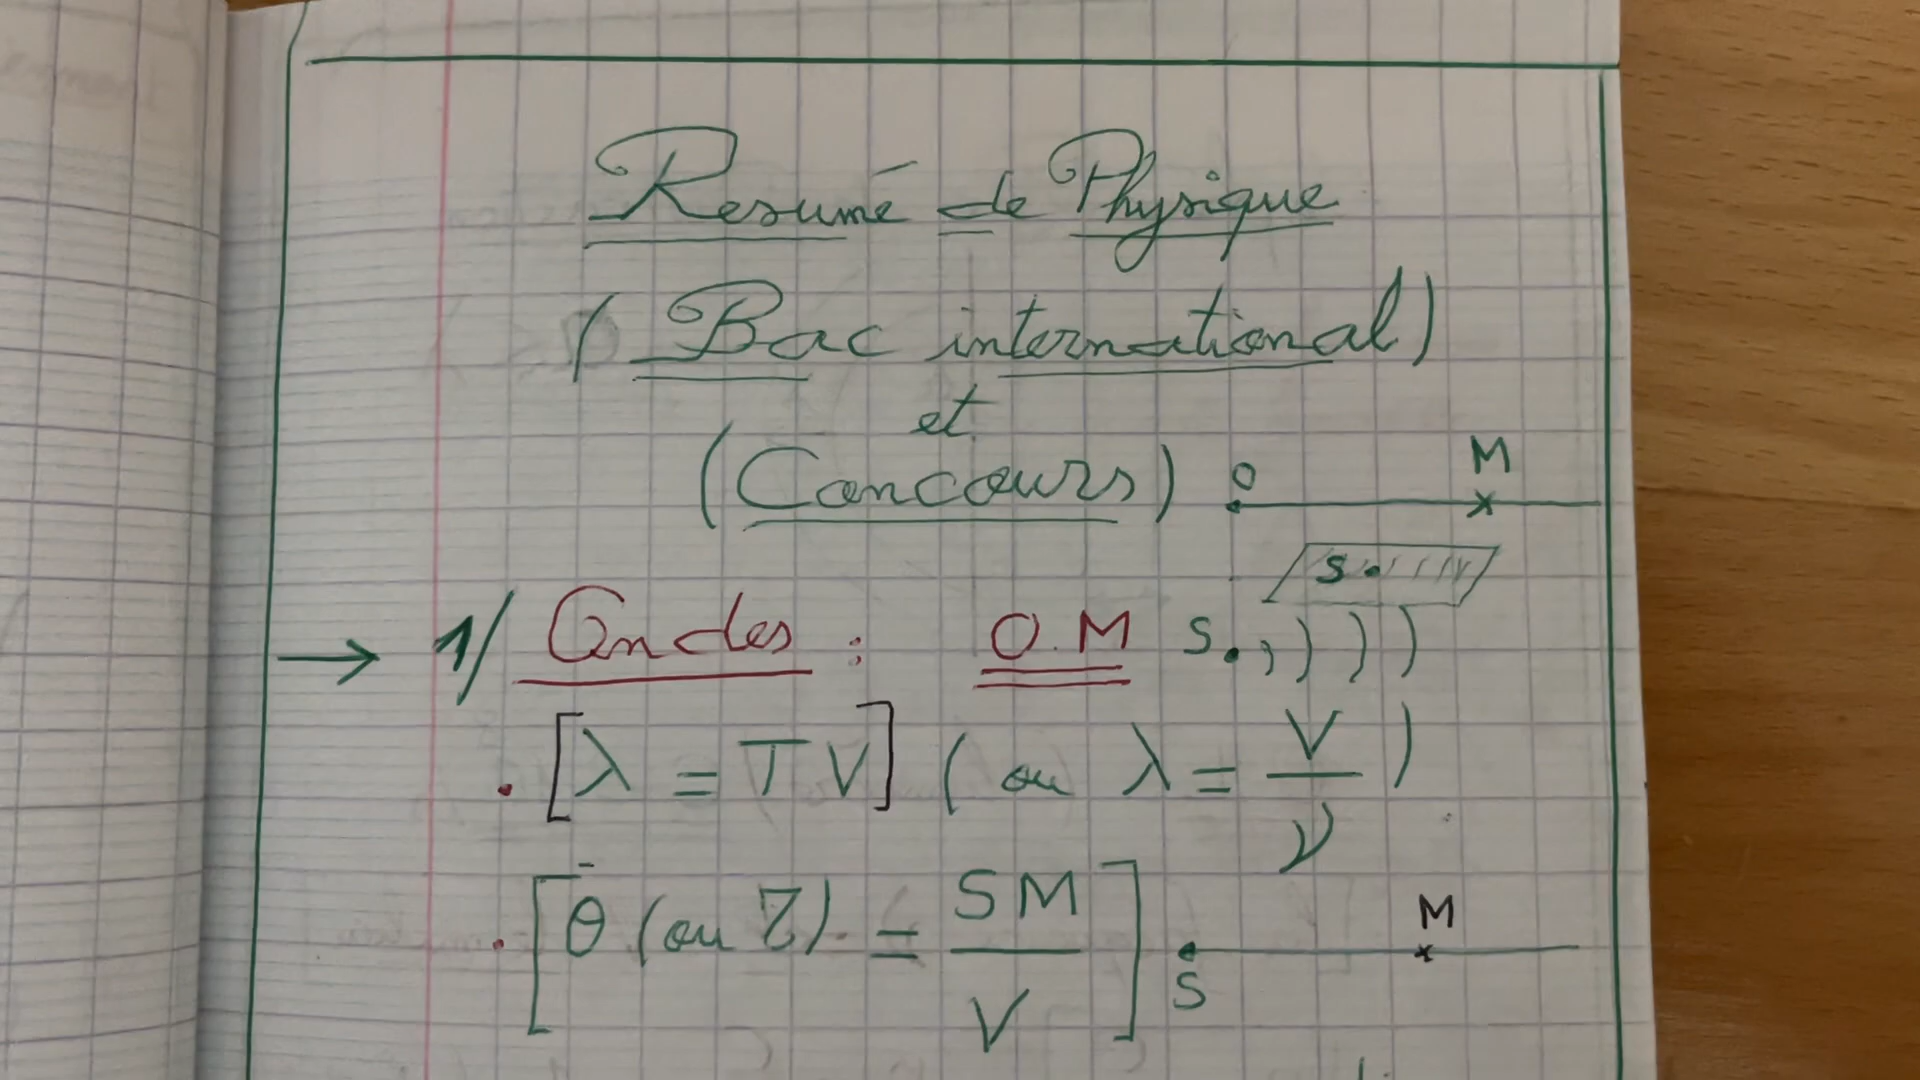 Resumé de Physique
( Bac international)
et
(Concours)
O M
S
→ 1/ Ondes : O.M S
. [λ = TV] ( ou λ = V/ν )
. [θ (ou τ) = SM/V]
S M